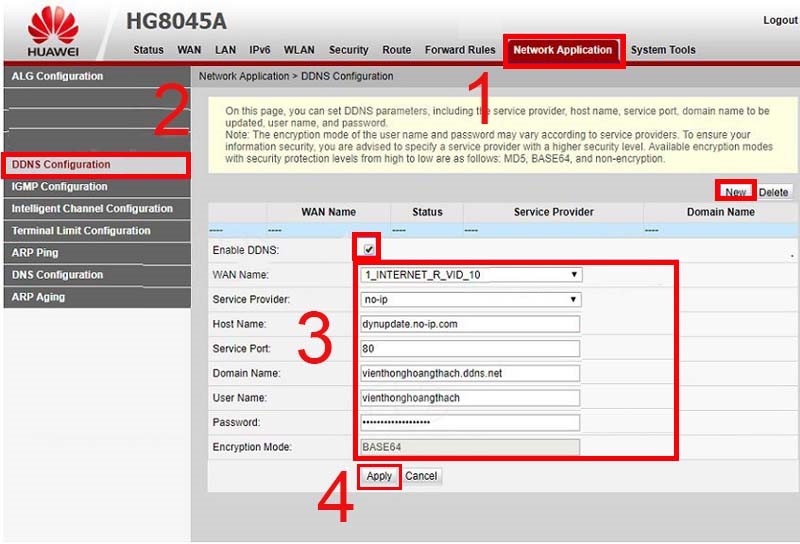 HG8045A
Logout
HUAWEI
Status WAN LAN IPv6 WLAN Security Route Forward Rules Network Application System Tools
ALG Configuration
Network Application > DDNS Configuration
1
2
On this page, you can set DDNS parameters, including the service provider, host name, service port, domain name to be
updated, user name, and password.
Note: The encryption mode of the user name and password may vary according to service providers. To ensure your
information security, you are advised to specify a service provider with a higher security level. Available encryption modes
with security protection levels from high to low are as follows: MD5, BASE64, and non-encryption.
DDNS Configuration
IGMP Configuration
Intelligent Channel Configuration
Terminal Limit Configuration
ARP Ping
DNS Configuration
ARP Aging
New Delete
WAN Name Status Service Provider Domain Name
---- ---- ---- ---- ----
Enable DDNS:
WAN Name: 1_INTERNET_R_VID_10
Service Provider: no-ip
3
Host Name: dynupdate.no-ip.com
Service Port: 80
Domain Name: vienthonghoangthach.ddns.net
User Name: vienthonghoangthach
Password: •••••••••••••••••••
Encryption Mode: BASE64
4
Apply Cancel